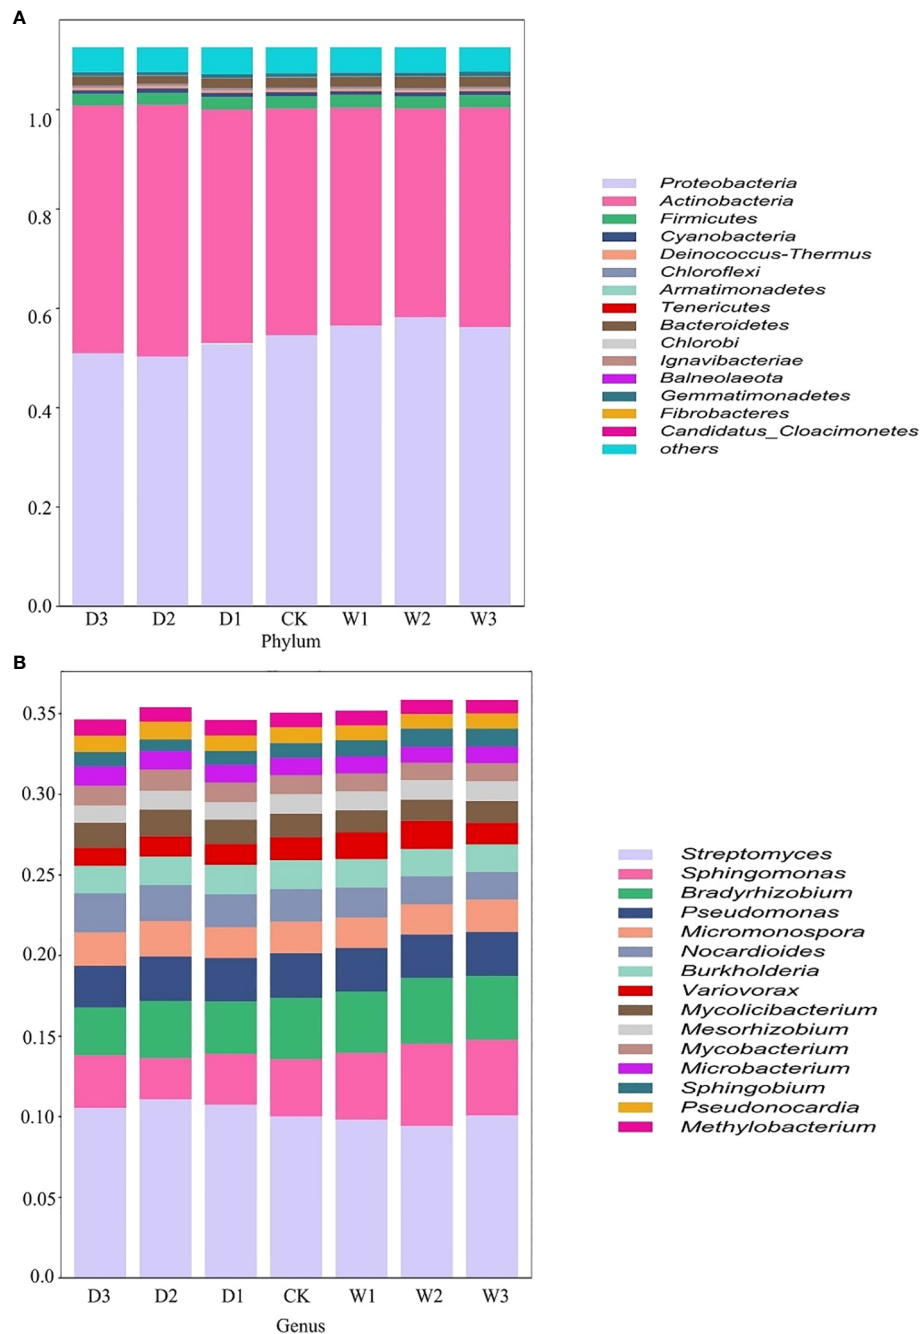 A
1.0
0.8
0.6
0.4
0.2
0.0
D3 D2 D1 CK W1 W2 W3
Phylum
Proteobacteria
Actinobacteria
Firmicutes
Cyanobacteria
Deinococcus-Thermus
Chloroflexi
Armatimonadetes
Tenericutes
Bacteroidetes
Chlorobi
Ignavibacteriae
Balneolaeota
Gemmatimonadetes
Fibrobacteres
Candidatus_Cloacimonetes
others
B
0.35
0.30
0.25
0.20
0.15
0.10
0.05
0.0
D3 D2 D1 CK W1 W2 W3
Genus
Streptomyces
Sphingomonas
Bradyrhizobium
Pseudomonas
Micromonospora
Nocardioides
Burkholderia
Variovorax
Mycolicibacterium
Mesorhizobium
Mycobacterium
Microbacterium
Sphingobium
Pseudonocardia
Methylobacterium